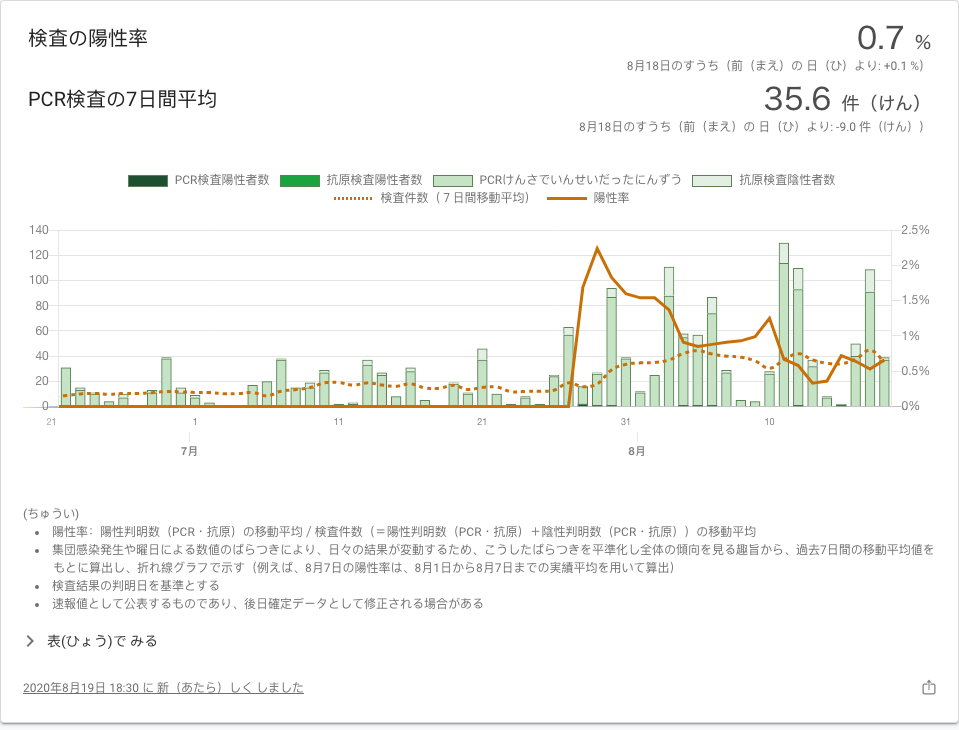 検査の陽性率
0.7 %
8月18日のすうち（前（まえ）の 日（ひ）より: +0.1 %）
PCR検査の7日間平均
35.6 件（けん）
8月18日のすうち（前（まえ）の 日（ひ）より: -9.0 件（けん））
PCR検査陽性者数 抗原検査陽性者数 PCRけんさでいんせいだったにんずう 抗原検査陰性者数
検査件数（７日間移動平均） 陽性率
140 2.5%
120
2%
100
1.5%
80
60 1%
40
0.5%
20
0 0%
21 1 11 21 31 10
7月 8月
(ちゅうい)
• 陽性率：陽性判明数（PCR・抗原）の移動平均 / 検査件数（＝陽性判明数（PCR・抗原）＋陰性判明数（PCR・抗原））の移動平均
• 集団感染発生や曜日による数値のばらつきにより、日々の結果が変動するため、こうしたばらつきを平準化し全体の傾向を見る趣旨から、過去7日間の移動平均値を
もとに算出し、折れ線グラフで示す（例えば、8月7日の陽性率は、8月1日から8月7日までの実績平均を用いて算出）
• 検査結果の判明日を基準とする
• 速報値として公表するものであり、後日確定データとして修正される場合がある
表(ひょう)で みる
2020年8月19日 18:30 に 新（あたら）しく しました